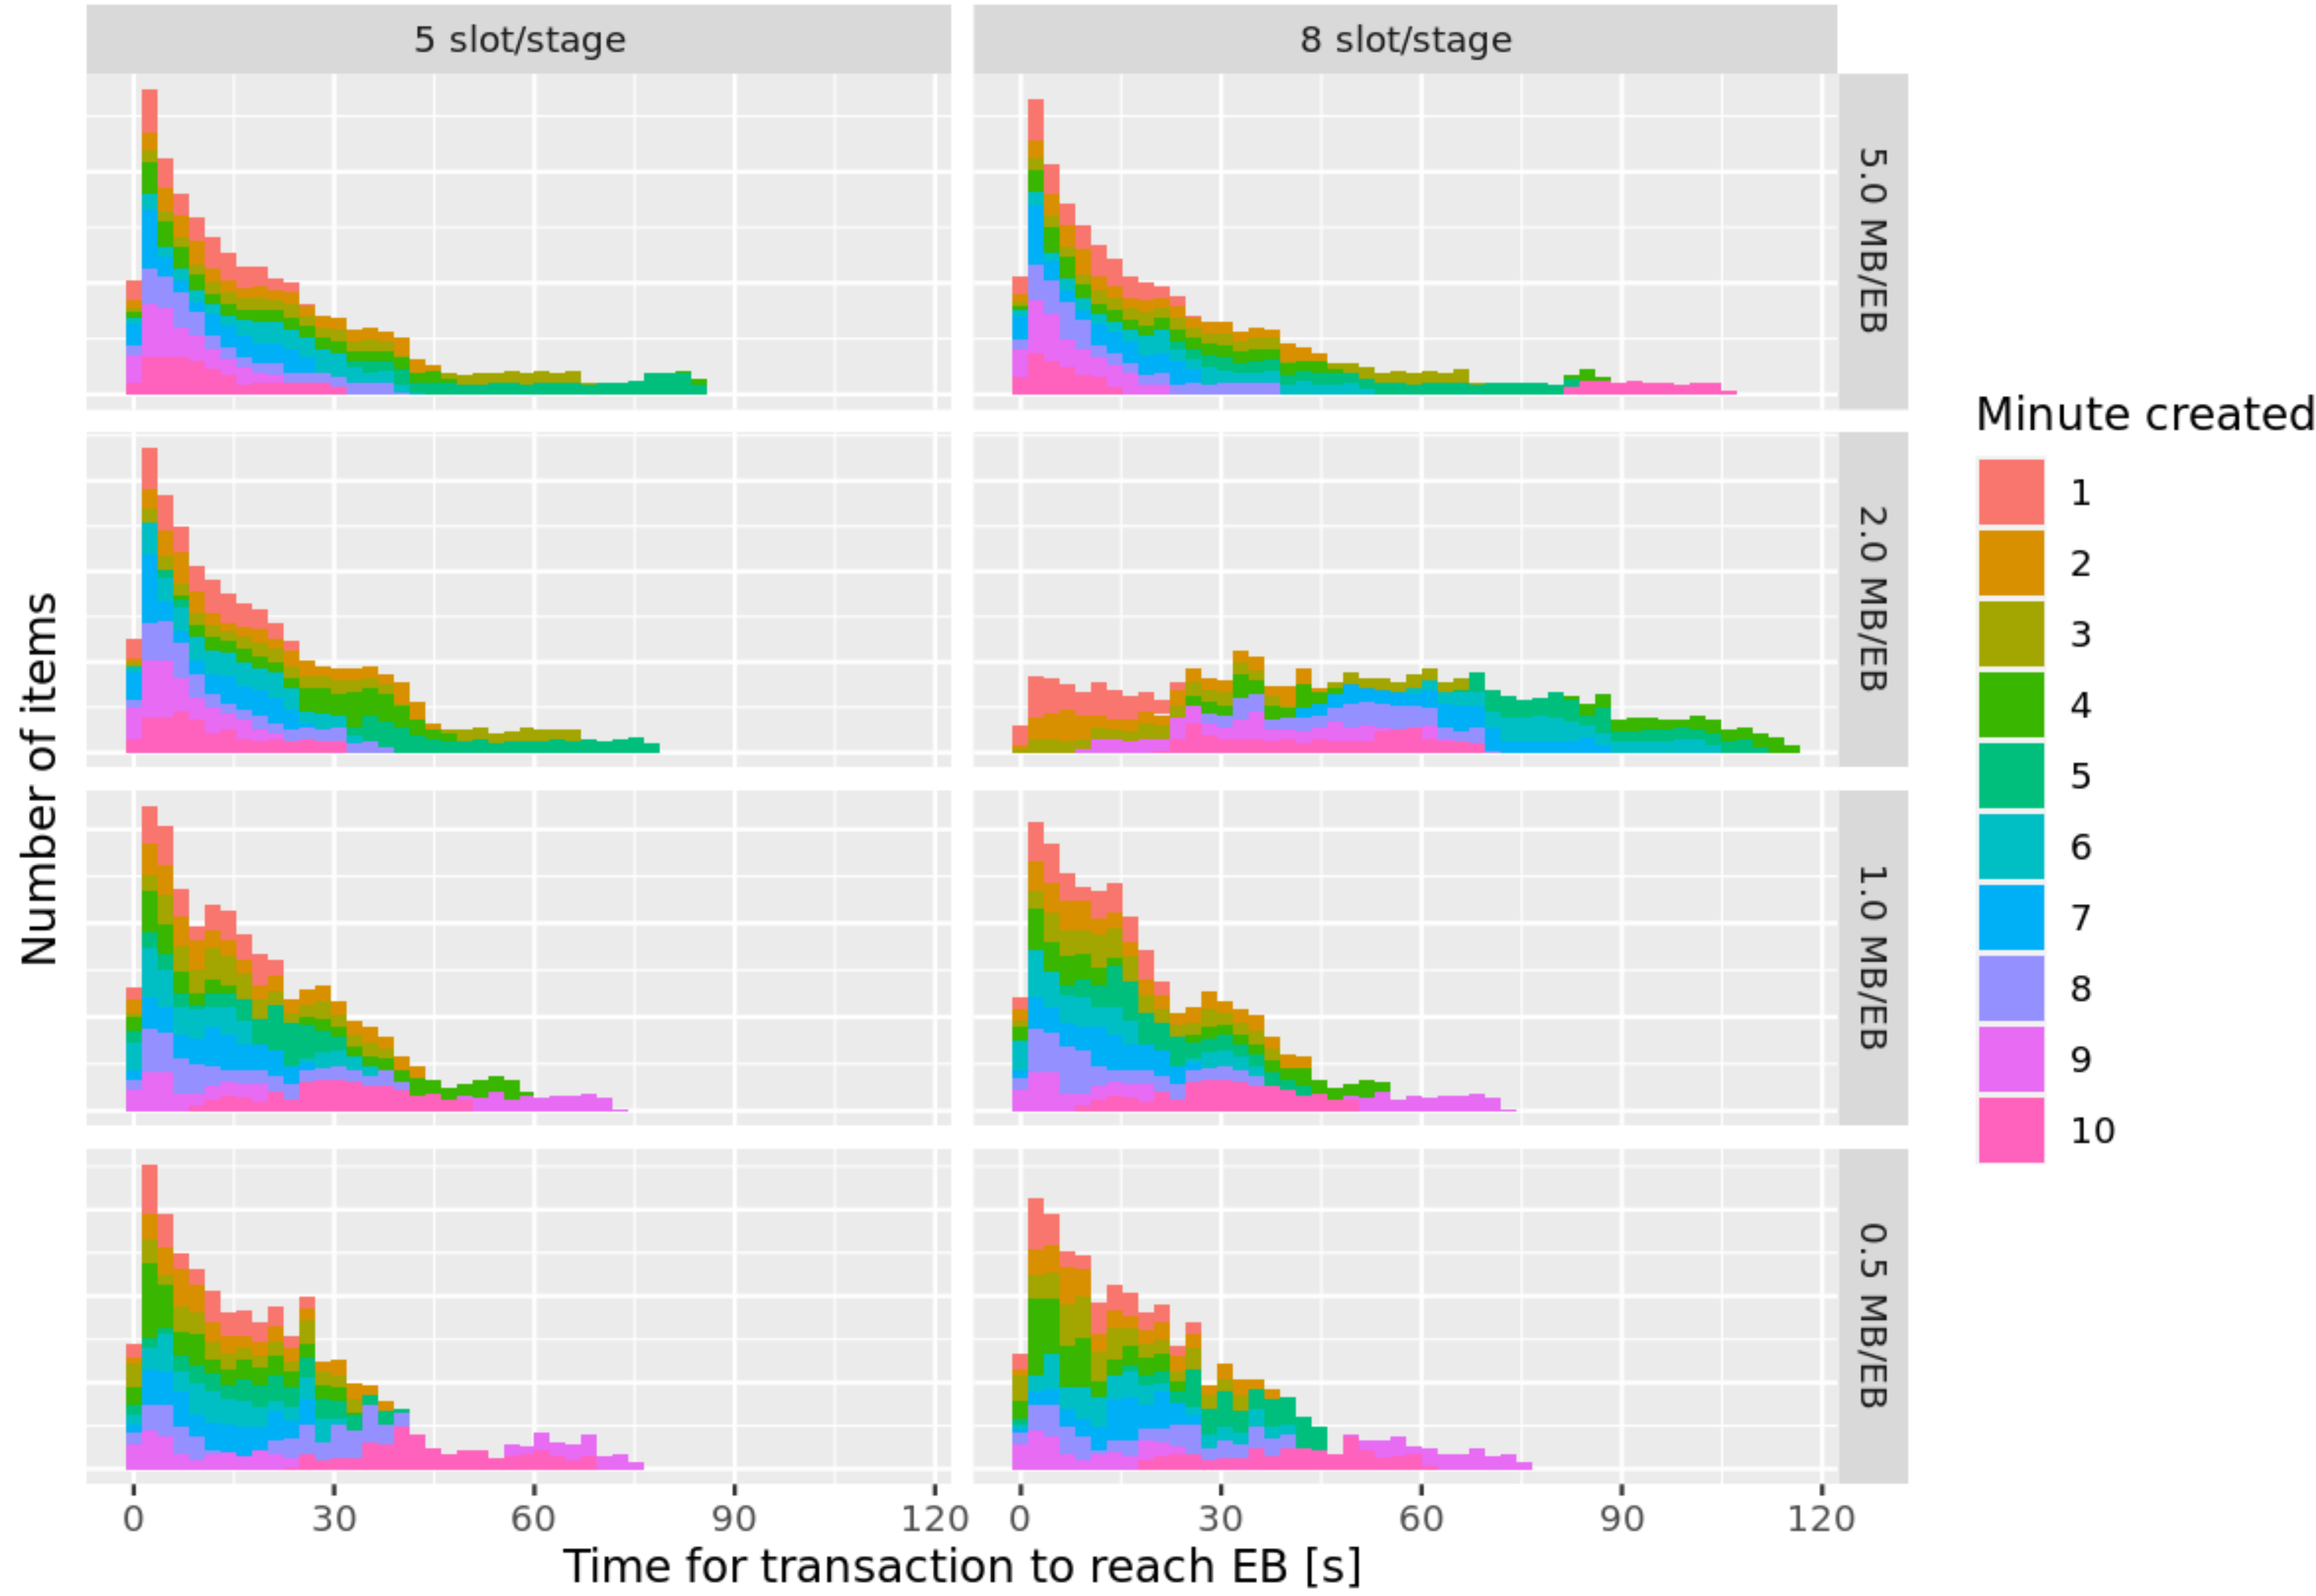 5 slot/stage
8 slot/stage
5.0 MB/EB
2.0 MB/EB
1.0 MB/EB
0.5 MB/EB
Number of items
0 30 60 90 120
0 30 60 90 120
Time for transaction to reach EB [s]
Minute created
1
2
3
4
5
6
7
8
9
10